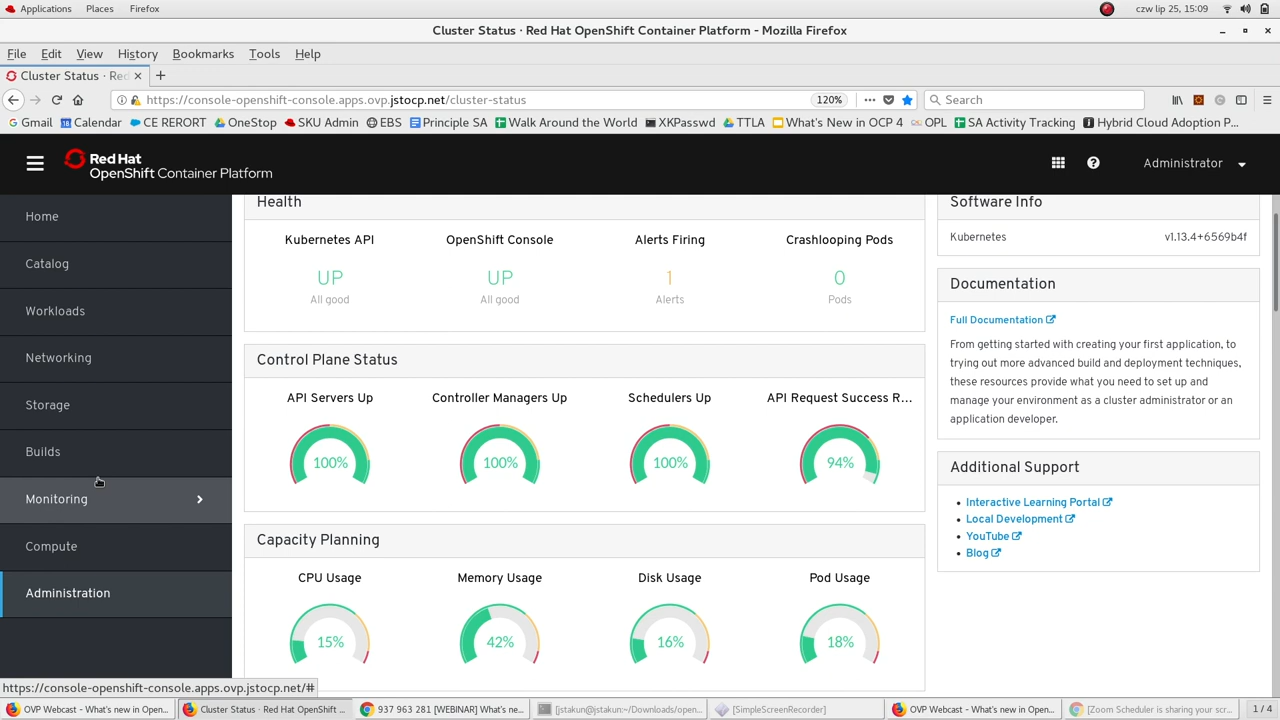 Applications Places Firefox czw lip 25, 15:09
Cluster Status · Red Hat OpenShift Container Platform - Mozilla Firefox
File Edit View History Bookmarks Tools Help
Cluster Status · Red
https://console-openshift-console.apps.ovp.jstocp.net/cluster-status 120% Search
Gmail Calendar CE RERORT OneStop SKU Admin EBS Principle SA Walk Around the World XKPasswd TTLA What's New in OCP 4 OPL SA Activity Tracking Hybrid Cloud Adoption P...
Red Hat
OpenShift Container Platform
Administrator
Home
Catalog
Workloads
Networking
Storage
Builds
Monitoring
Compute
Administration
Health
Kubernetes API OpenShift Console Alerts Firing Crashlooping Pods
UP UP 1 0
All good All good Alerts Pods
Control Plane Status
API Servers Up Controller Managers Up Schedulers Up API Request Success R...
100% 100% 100% 94%
Capacity Planning
CPU Usage Memory Usage Disk Usage Pod Usage
15% 42% 16% 18%
Software Info
Kubernetes v1.13.4+6569b4f
Documentation
Full Documentation
From getting started with creating your first application, to
trying out more advanced build and deployment techniques,
these resources provide what you need to set up and
manage your environment as a cluster administrator or an
application developer.
Additional Support
Interactive Learning Portal
Local Development
YouTube
Blog
https://console-openshift-console.apps.ovp.jstocp.net/#
OVP Webcast - What's new in Open... Cluster Status · Red Hat OpenShift ... 937 963 281 [WEBINAR] What's ne... [jstakun@jstakun:~/Downloads/open... [SimpleScreenRecorder] OVP Webcast - What's new in Open... [Zoom Scheduler is sharing your scr... 1 / 4